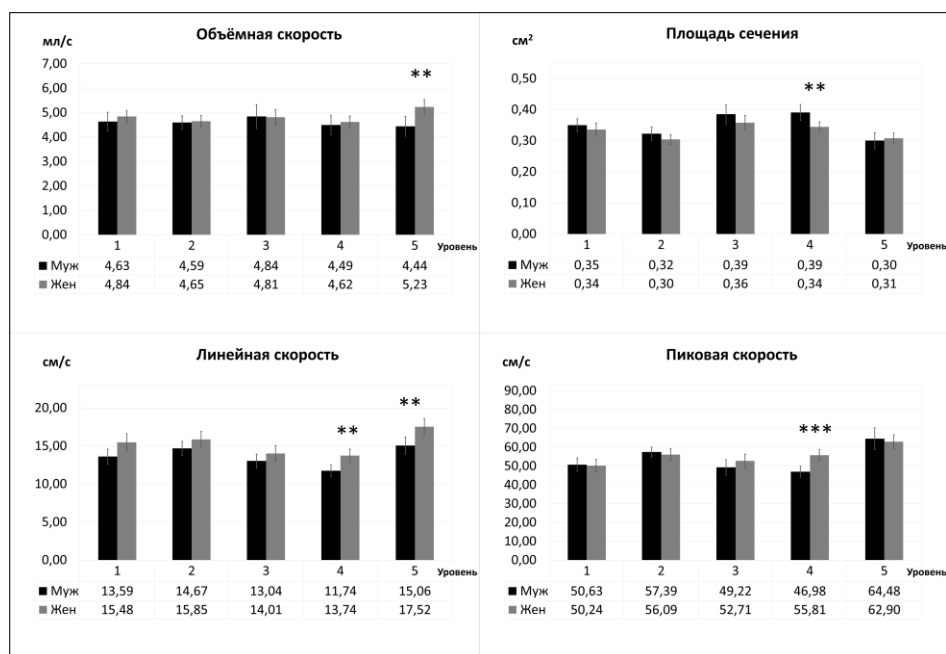 Объёмная скорость
мл/с
7,00
6,00
5,00
4,00
3,00
2,00
1,00
0,00
**
1 2 3 4 5 Уровень
Муж 4,63 4,59 4,84 4,49 4,44
Жен 4,84 4,65 4,81 4,62 5,23
Площадь сечения
см²
0,50
0,40
0,30
0,20
0,10
0,00
**
1 2 3 4 5 Уровень
Муж 0,35 0,32 0,39 0,39 0,30
Жен 0,34 0,30 0,36 0,34 0,31
Линейная скорость
см/с
20,00
15,00
10,00
5,00
0,00
**
**
1 2 3 4 5 Уровень
Муж 13,59 14,67 13,04 11,74 15,06
Жен 15,48 15,85 14,01 13,74 17,52
Пиковая скорость
см/с
90,00
80,00
70,00
60,00
50,00
40,00
30,00
20,00
10,00
0,00
***
1 2 3 4 5 Уровень
Муж 50,63 57,39 49,22 46,98 64,48
Жен 50,24 56,09 52,71 55,81 62,90